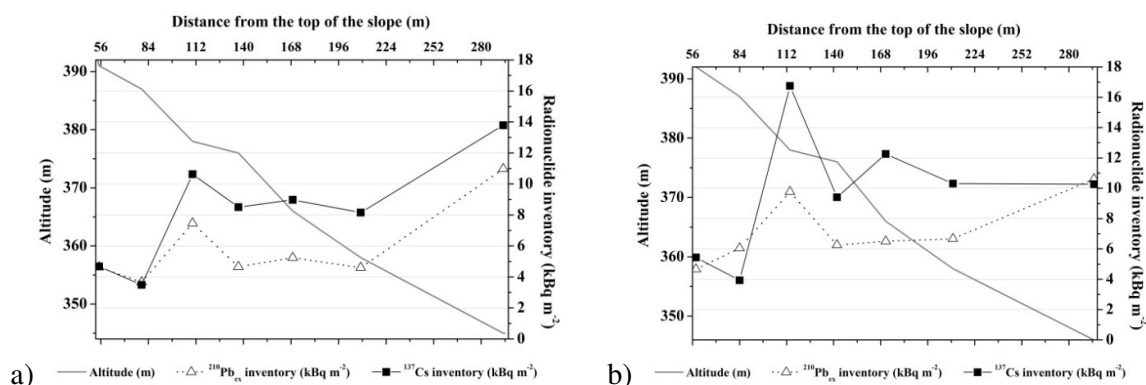 Distance from the top of the slope (m)
56 84 112 140 168 196 224 252 280
390
380
370
360
350
Altitude (m)
18
16
14
12
10
8
6
4
2
0
Radionuclide inventory (kBq m-2)
a)
Altitude (m) 210Pbex inventory (kBq m-2) 137Cs inventory (kBq m-2)
Distance from the top of the slope (m)
56 84 112 140 168 196 224 252 280
390
380
370
360
350
Altitude (m)
18
16
14
12
10
8
6
4
2
0
Radionuclide inventory (kBq m-2)
b)
Altitude (m) 210Pbex inventory (kBq m-2) 137Cs inventory (kBq m-2)